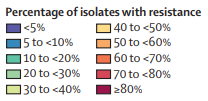 Percentage of isolates with resistance
<5% 40 to <50%
5 to <10% 50 to <60%
10 to <20% 60 to <70%
20 to <30% 70 to <80%
30 to <40% ≥80%